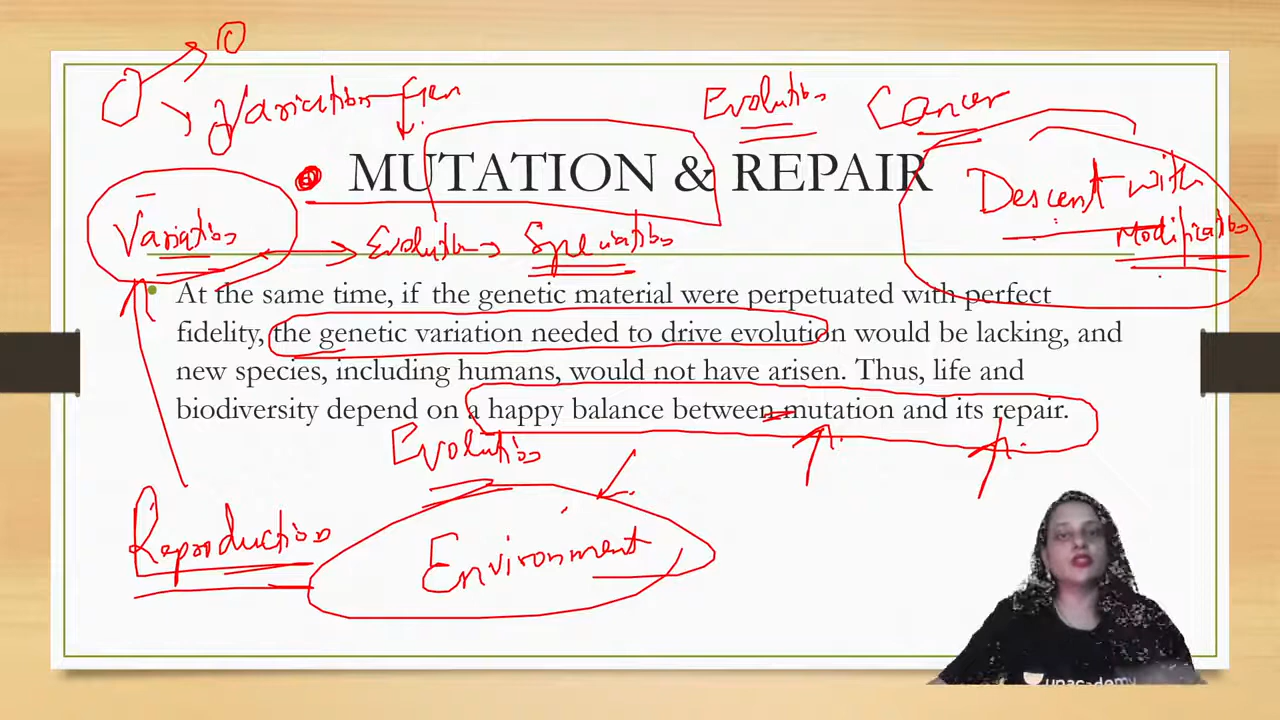 Variation Gen
Evolution Cancer
MUTATION & REPAIR
Descent with
Modification
Variation
Evolution Speciation
At the same time, if the genetic material were perpetuated with perfect
fidelity, the genetic variation needed to drive evolution would be lacking, and
new species, including humans, would not have arisen. Thus, life and
biodiversity depend on a happy balance between mutation and its repair.
Evolution
Reproduction
Environment
unacademy